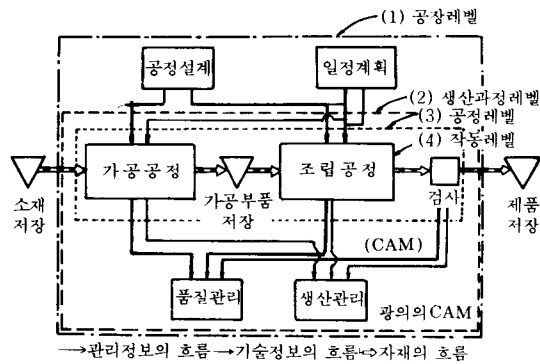 (1) 공장레벨
공정설계
일정계획
(2) 생산과정레벨
(3) 공정레벨
(4) 작동레벨
가공공정
조립공정
소재
저장
가공부품
저장
검사
제품
저장
(CAM)
품질관리
생산관리
광의의CAM
→관리정보의 흐름→기술정보의 흐름⇨자재의 흐름